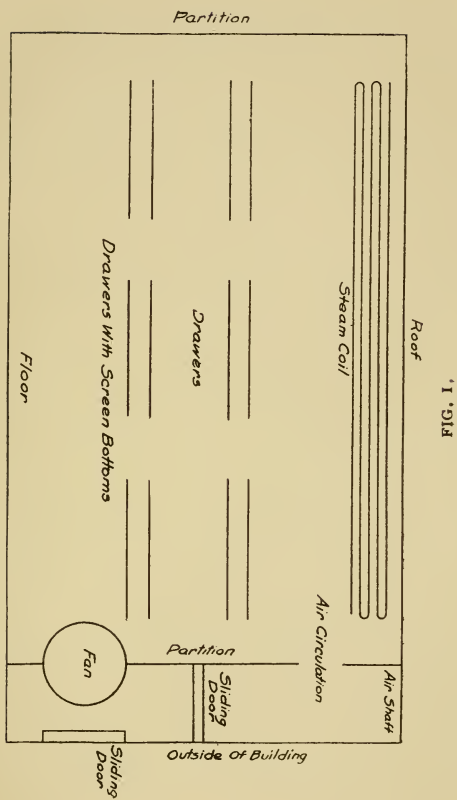 FIG. 1.
Roof
Partition
Steam Coil
Drawers
Drawers With Screen Bottoms
Floor
Air Shaft
Air Circulation
Partition
Sliding
Door
Fan
Sliding
Door
Outside Of Building